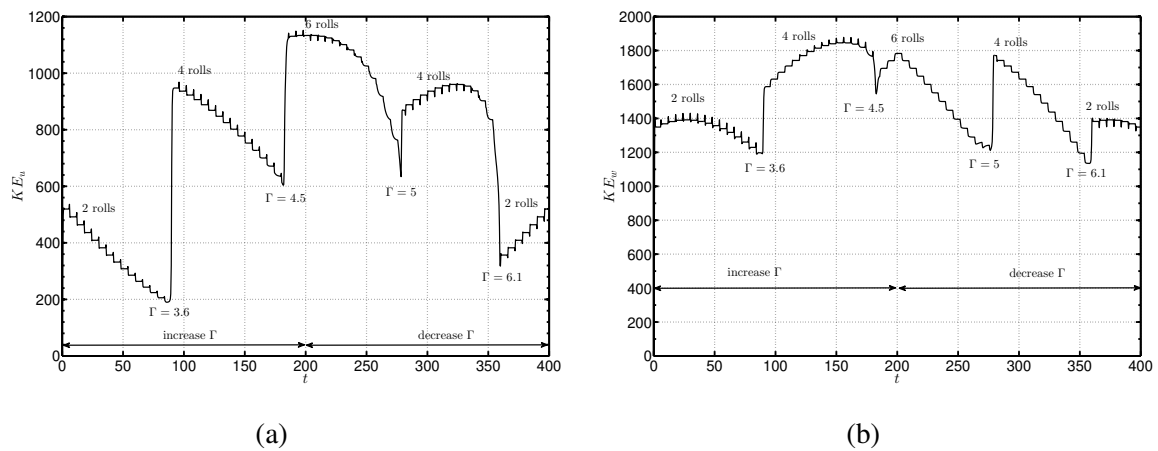 1200
1000
800
600
400
200
0
KE_u
0 50 100 150 200 250 300 350 400
t
2 rolls
4 rolls
6 rolls
4 rolls
2 rolls
Γ = 3.6
Γ = 4.5
Γ = 5
Γ = 6.1
increase Γ
decrease Γ
(a)
2000
1800
1600
1400
1200
1000
800
600
400
200
0
KE_w
0 50 100 150 200 250 300 350 400
t
2 rolls
4 rolls
6 rolls
4 rolls
2 rolls
Γ = 3.6
Γ = 4.5
Γ = 5
Γ = 6.1
increase Γ
decrease Γ
(b)